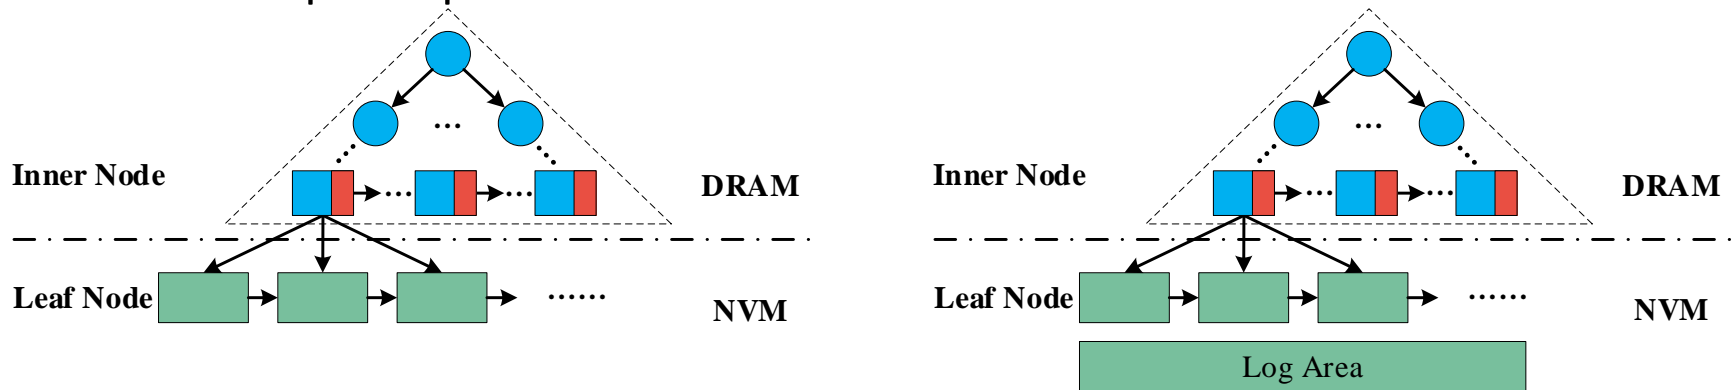 Inner Node
DRAM
Leaf Node
NVM
Inner Node
DRAM
Leaf Node
NVM
Log Area